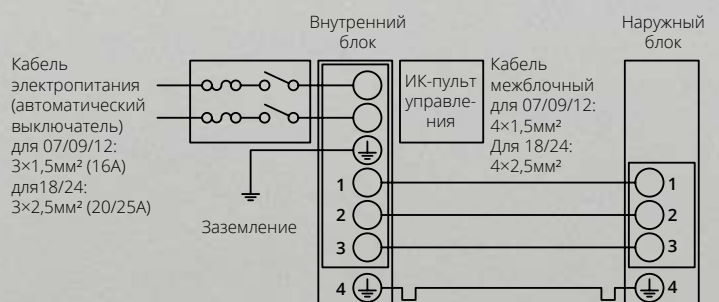 Внутренний
блок
Наружный
блок
Кабель
электропитания
(автоматический
выключатель)
для 07/09/12:
3×1,5мм² (16А)
для18/24:
3×2,5мм² (20/25А)
ИК-пульт
управле-
ния
Кабель
межблочный
для 07/09/12:
4×1,5мм²
Для 18/24:
4×2,5мм²
Заземление
1
2
3
4
1
2
3
4